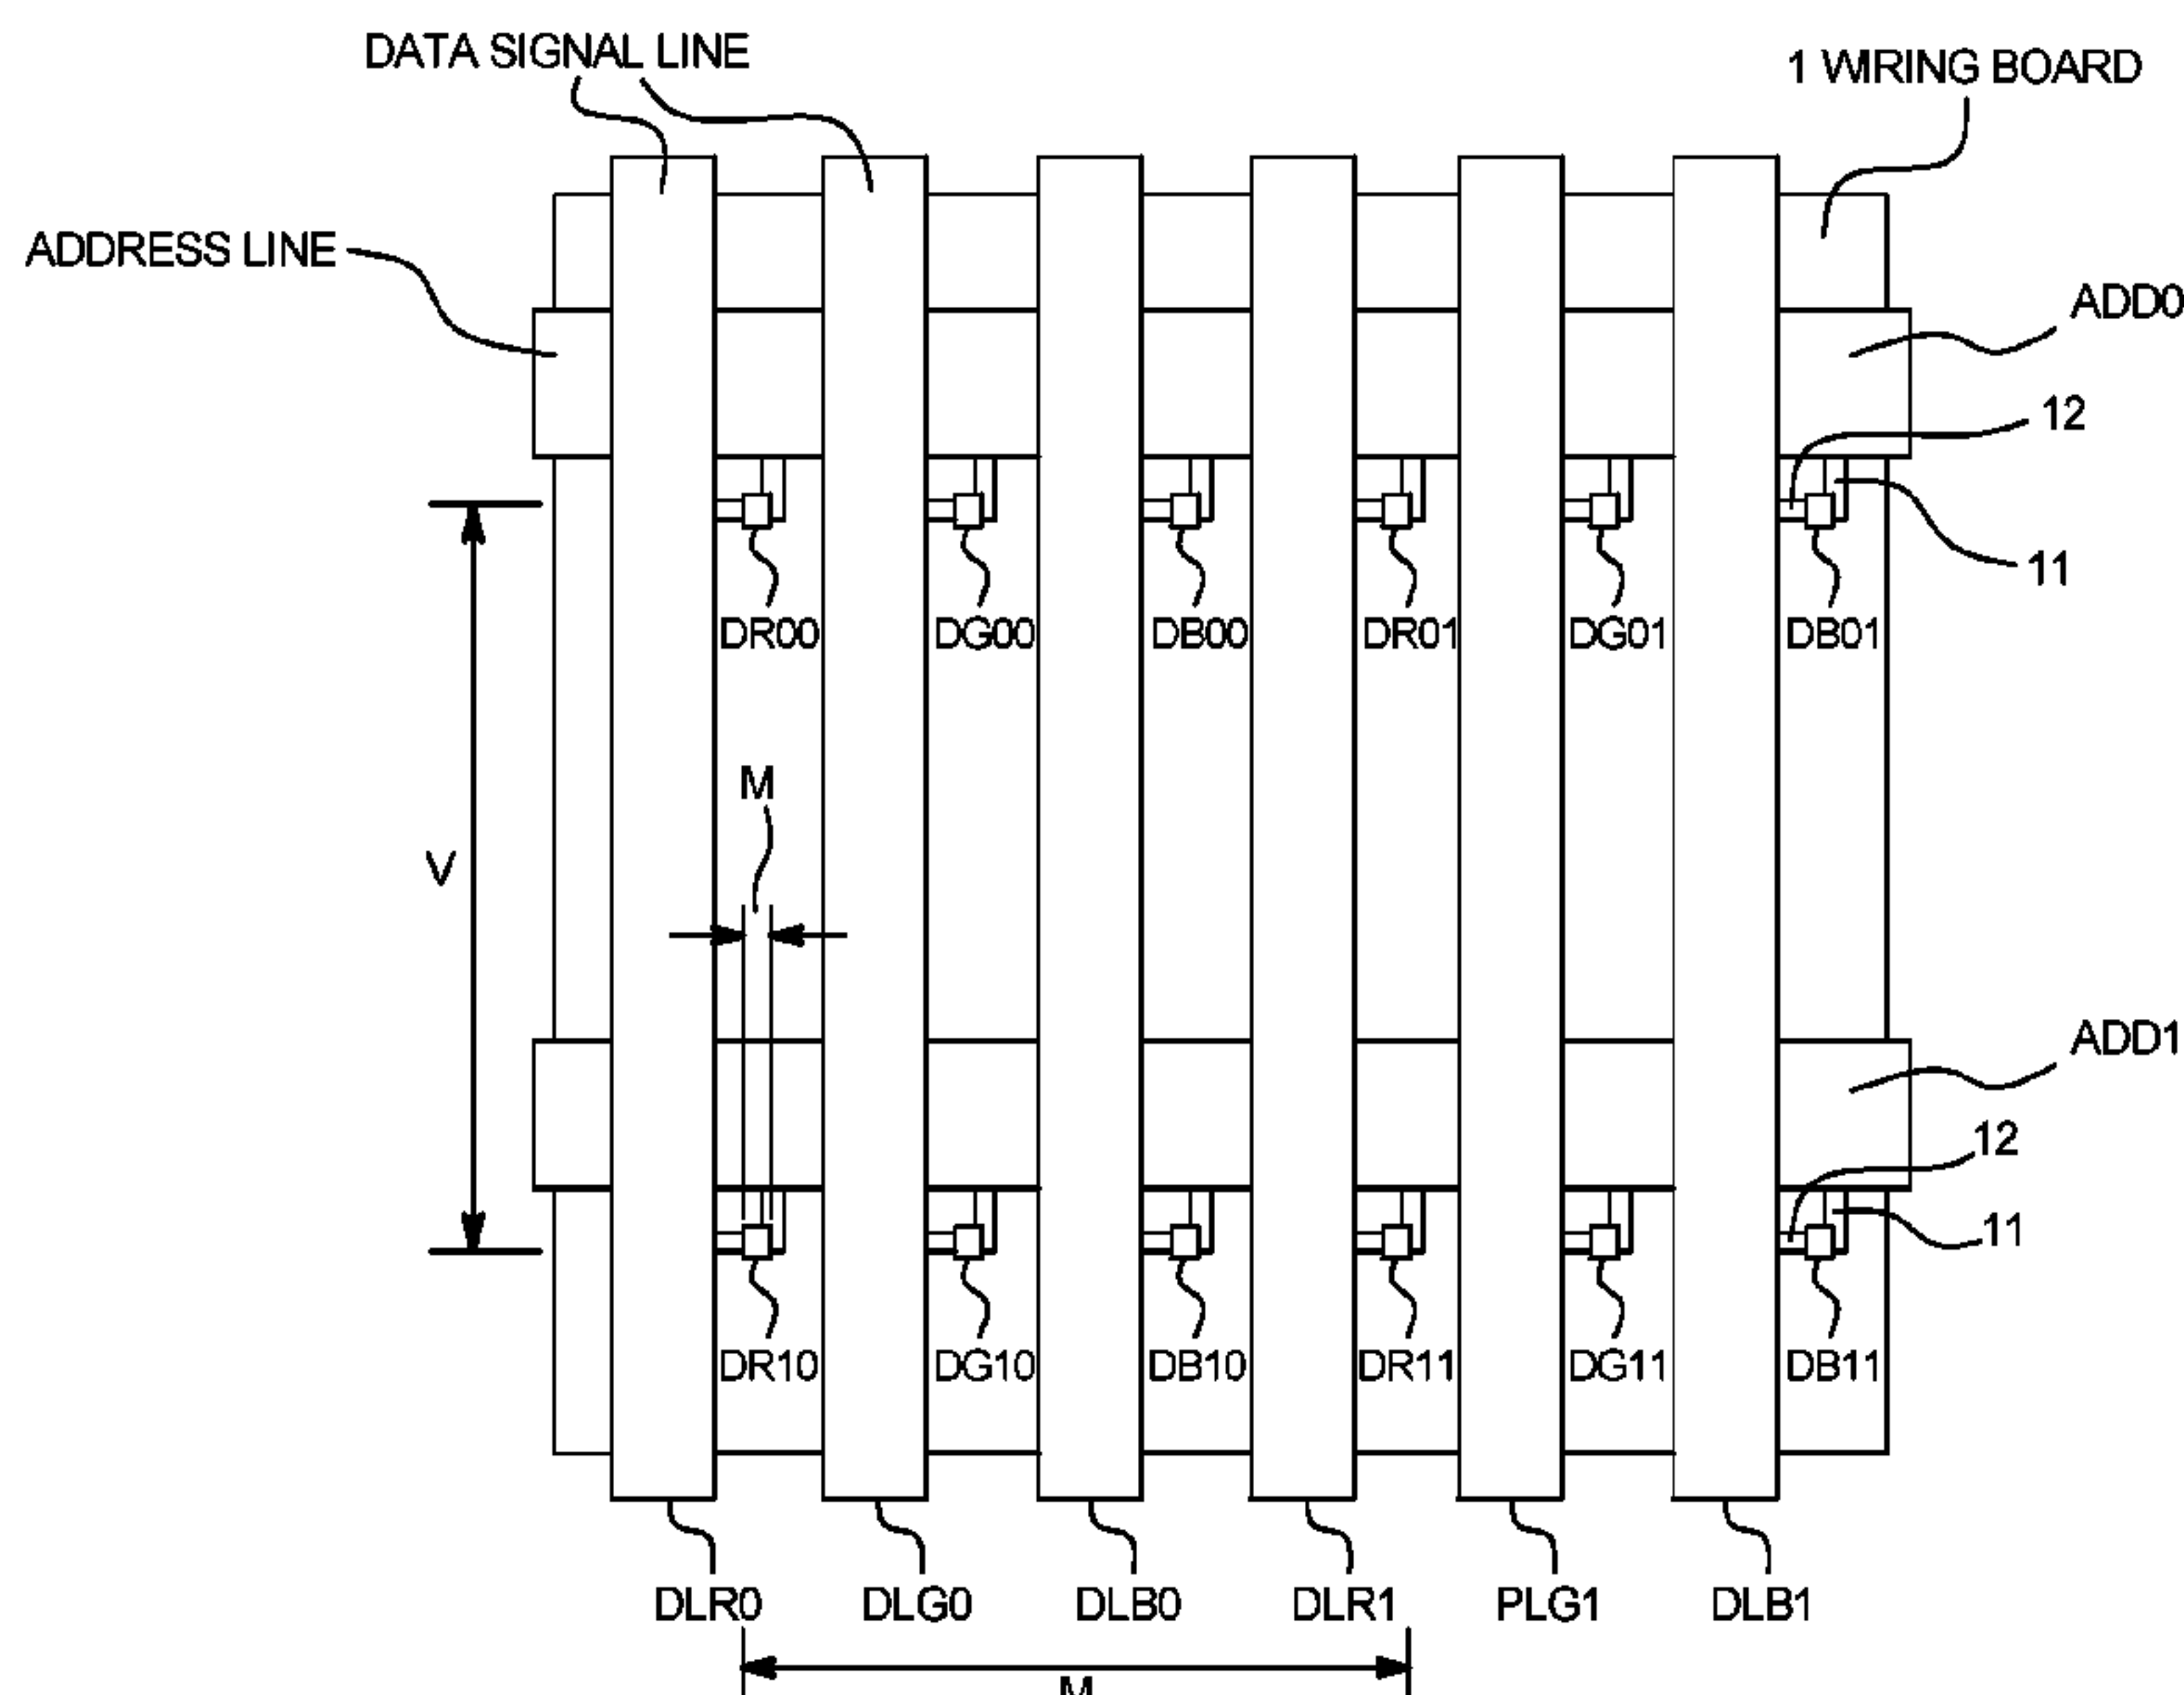 DATA SIGNAL LINE
1 WIRING BOARD
ADDRESS LINE
ADD0
12
11
DR00 DG00 DB00 DR01 DG01 DB01
M
V
ADD1
12
11
DR10 DG10 DB10 DR11 DG11 DB11
DLR0 DLG0 DLB0 DLR1 PLG1 DLB1
M